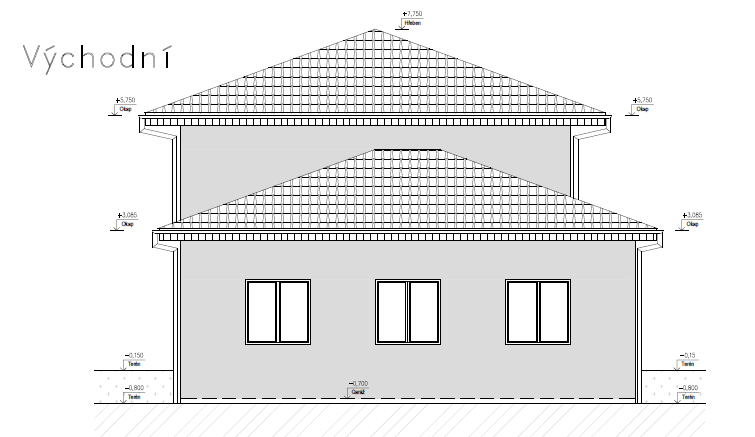 +7,750
Hřeben
Východní
+5,750
Okap
+5,750
Okap
+3,085
Okap
+3,085
Okap
-0,150
Terén
-0,15
Terén
-0,700
Garáž
-0,800
Terén
-0,800
Terén